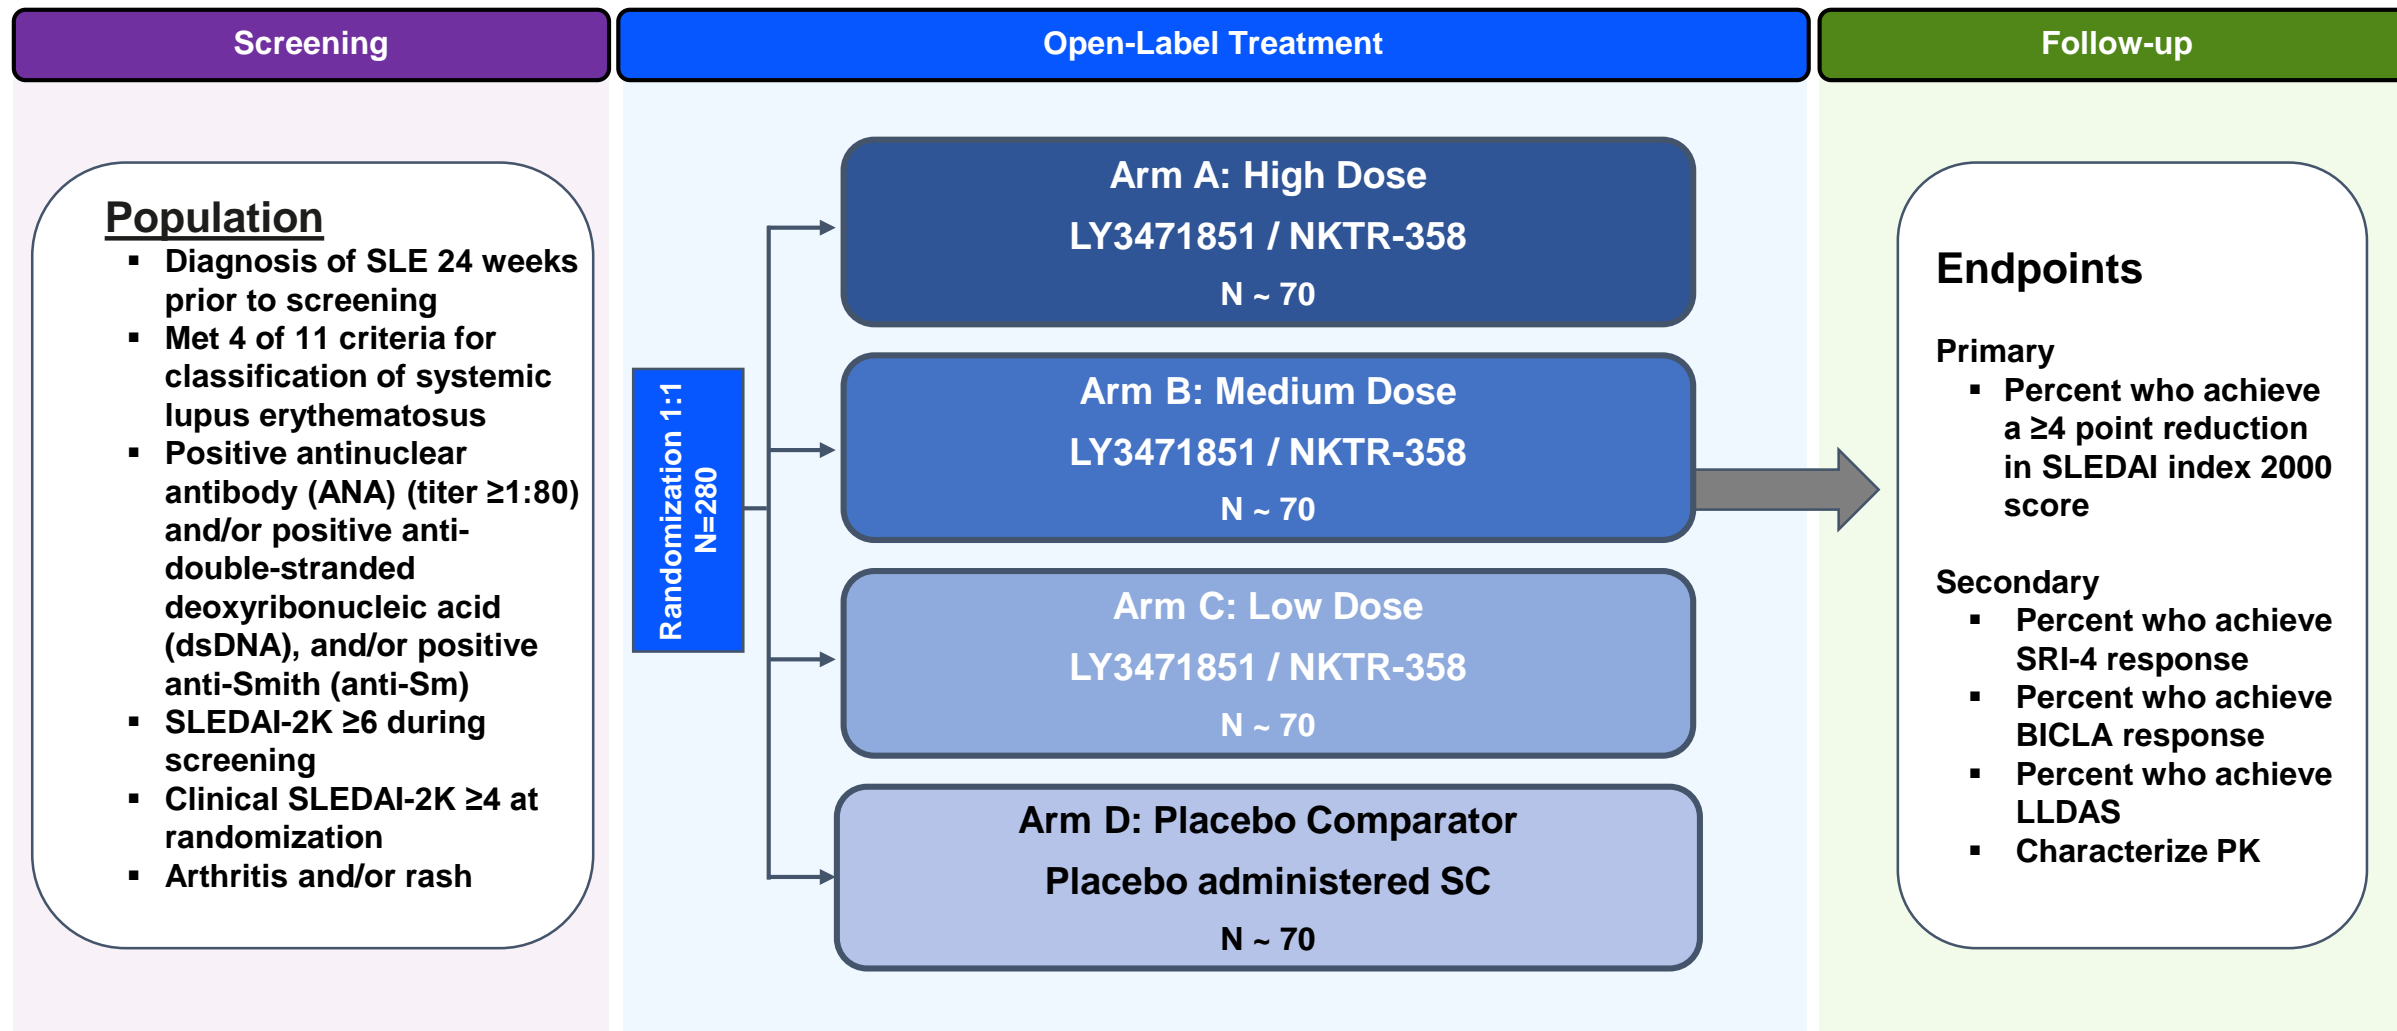 Screening
Open-Label Treatment
Follow-up
Population
▪ Diagnosis of SLE 24 weeks
prior to screening
▪ Met 4 of 11 criteria for
classification of systemic
lupus erythematosus
▪ Positive antinuclear
antibody (ANA) (titer ≥1:80)
and/or positive anti-
double-stranded
deoxyribonucleic acid
(dsDNA), and/or positive
anti-Smith (anti-Sm)
▪ SLEDAI-2K ≥6 during
screening
▪ Clinical SLEDAI-2K ≥4 at
randomization
▪ Arthritis and/or rash
Randomization 1:1
N=280
Arm A: High Dose
LY3471851 / NKTR-358
N ~ 70
Arm B: Medium Dose
LY3471851 / NKTR-358
N ~ 70
Arm C: Low Dose
LY3471851 / NKTR-358
N ~ 70
Arm D: Placebo Comparator
Placebo administered SC
N ~ 70
Endpoints
Primary
▪ Percent who achieve
a ≥4 point reduction
in SLEDAI index 2000
score
Secondary
▪ Percent who achieve
SRI-4 response
▪ Percent who achieve
BICLA response
▪ Percent who achieve
LLDAS
▪ Characterize PK